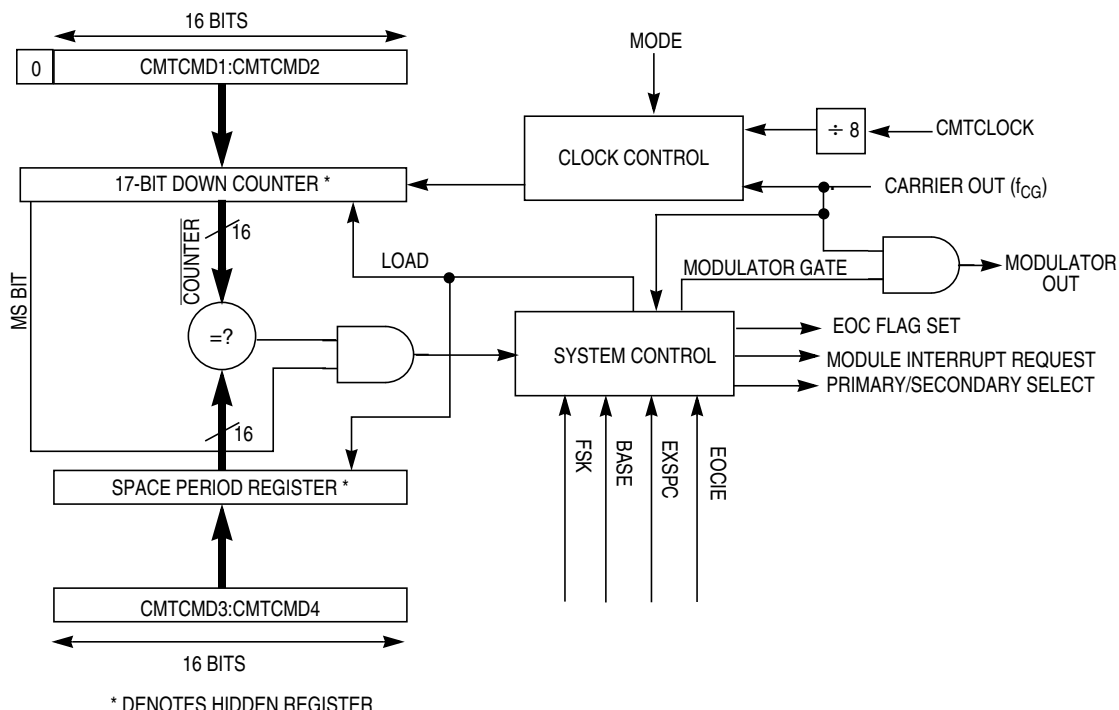 16 BITS
0
CMTCMD1:CMTCMD2
MODE
÷ 8
CMTCLOCK
CLOCK CONTROL
17-BIT DOWN COUNTER *
CARRIER OUT (fCG)
16
COUNTER
MS BIT
LOAD
MODULATOR GATE
MODULATOR
OUT
=?
EOC FLAG SET
SYSTEM CONTROL
MODULE INTERRUPT REQUEST
PRIMARY/SECONDARY SELECT
16
FSK
BASE
EXSPC
EOCIE
SPACE PERIOD REGISTER *
CMTCMD3:CMTCMD4
16 BITS
* DENOTES HIDDEN REGISTER